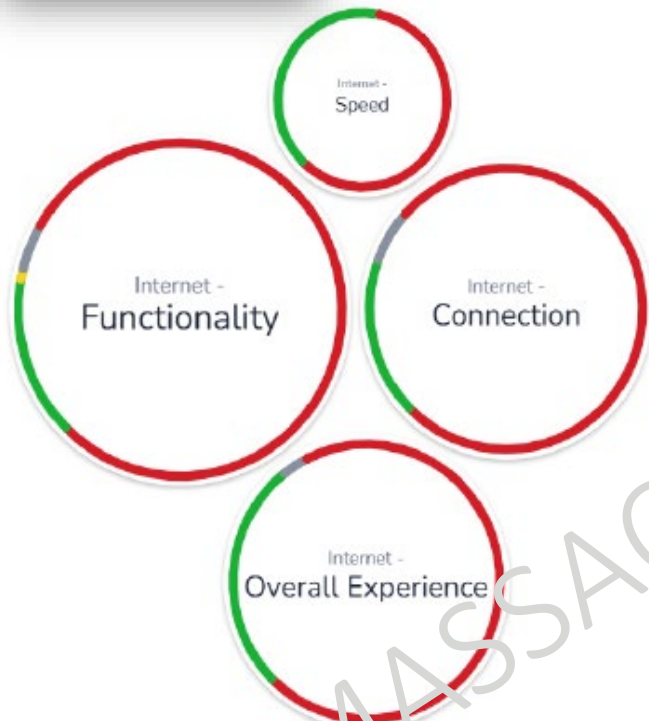 Internet -
Speed
Internet -
Functionality
Internet -
Connection
Internet -
Overall Experience